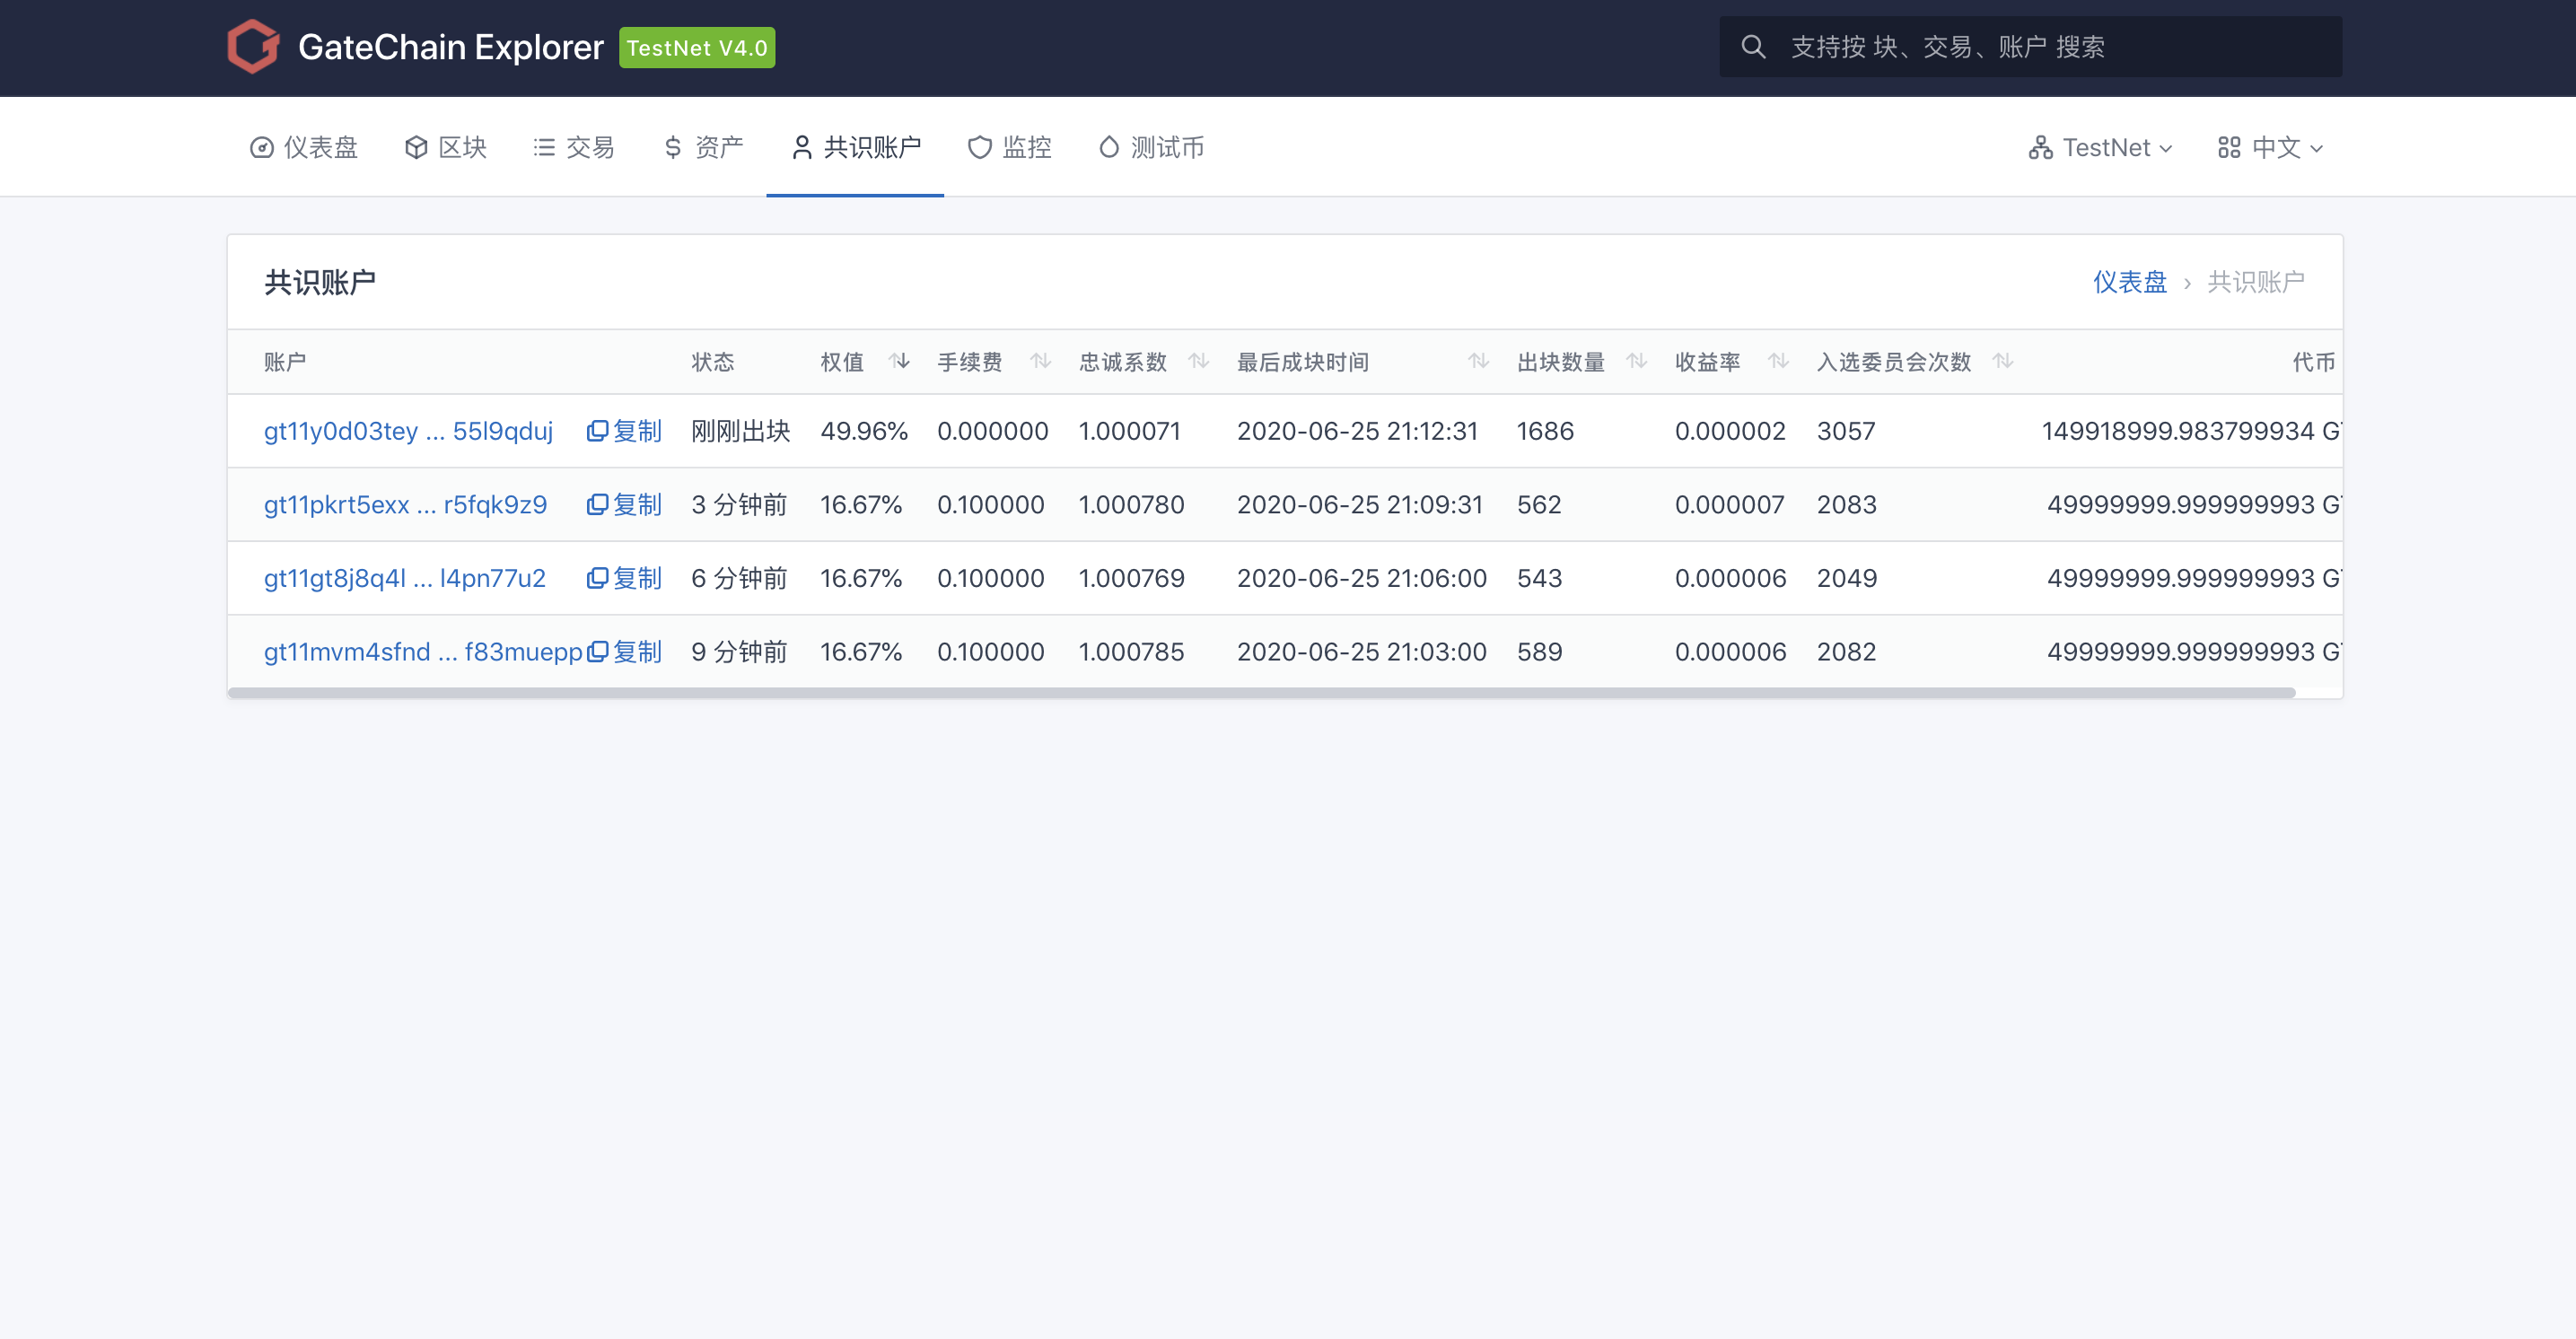 GateChain Explorer TestNet V4.0 支持按 块、交易、账户 搜索
仪表盘 区块 交易 资产 共识账户 监控 测试币 TestNet 中文
共识账户 仪表盘 › 共识账户
账户 状态 权值 手续费 忠诚系数 最后成块时间 出块数量 收益率 入选委员会次数 代币
gt11y0d03tey ... 55l9qduj 复制 刚刚出块 49.96% 0.000000 1.000071 2020-06-25 21:12:31 1686 0.000002 3057 149918999.983799934
gt11pkrt5exx ... r5fqk9z9 复制 3 分钟前 16.67% 0.100000 1.000780 2020-06-25 21:09:31 562 0.000007 2083 49999999.999999993
gt11gt8j8q4l ... l4pn77u2 复制 6 分钟前 16.67% 0.100000 1.000769 2020-06-25 21:06:00 543 0.000006 2049 49999999.999999993
gt11mvm4sfnd ... f83muepp 复制 9 分钟前 16.67% 0.100000 1.000785 2020-06-25 21:03:00 589 0.000006 2082 49999999.999999993